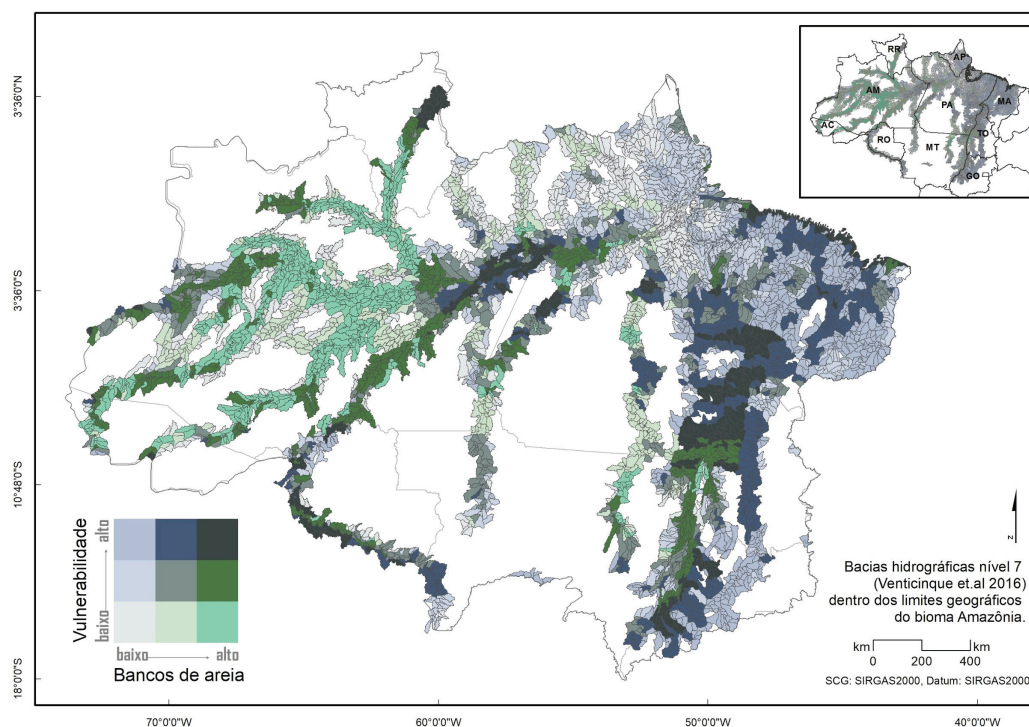 3°36'0"N
3°36'0"S
10°48'0"S
18°0'0"S
70°0'0"W
60°0'0"W
50°0'0"W
40°0'0"W
RR
AP
AM
PA
MA
AC
RO
MT
TO
GO
Vulnerabilidade
alto
baixo
baixo
alto
Bancos de areia
z
Bacias hidrográficas nível 7
(Venticinque et.al 2016)
dentro dos limites geográficos
do bioma Amazônia.
km
km
0 200 400
SCG: SIRGAS2000, Datum: SIRGAS2000